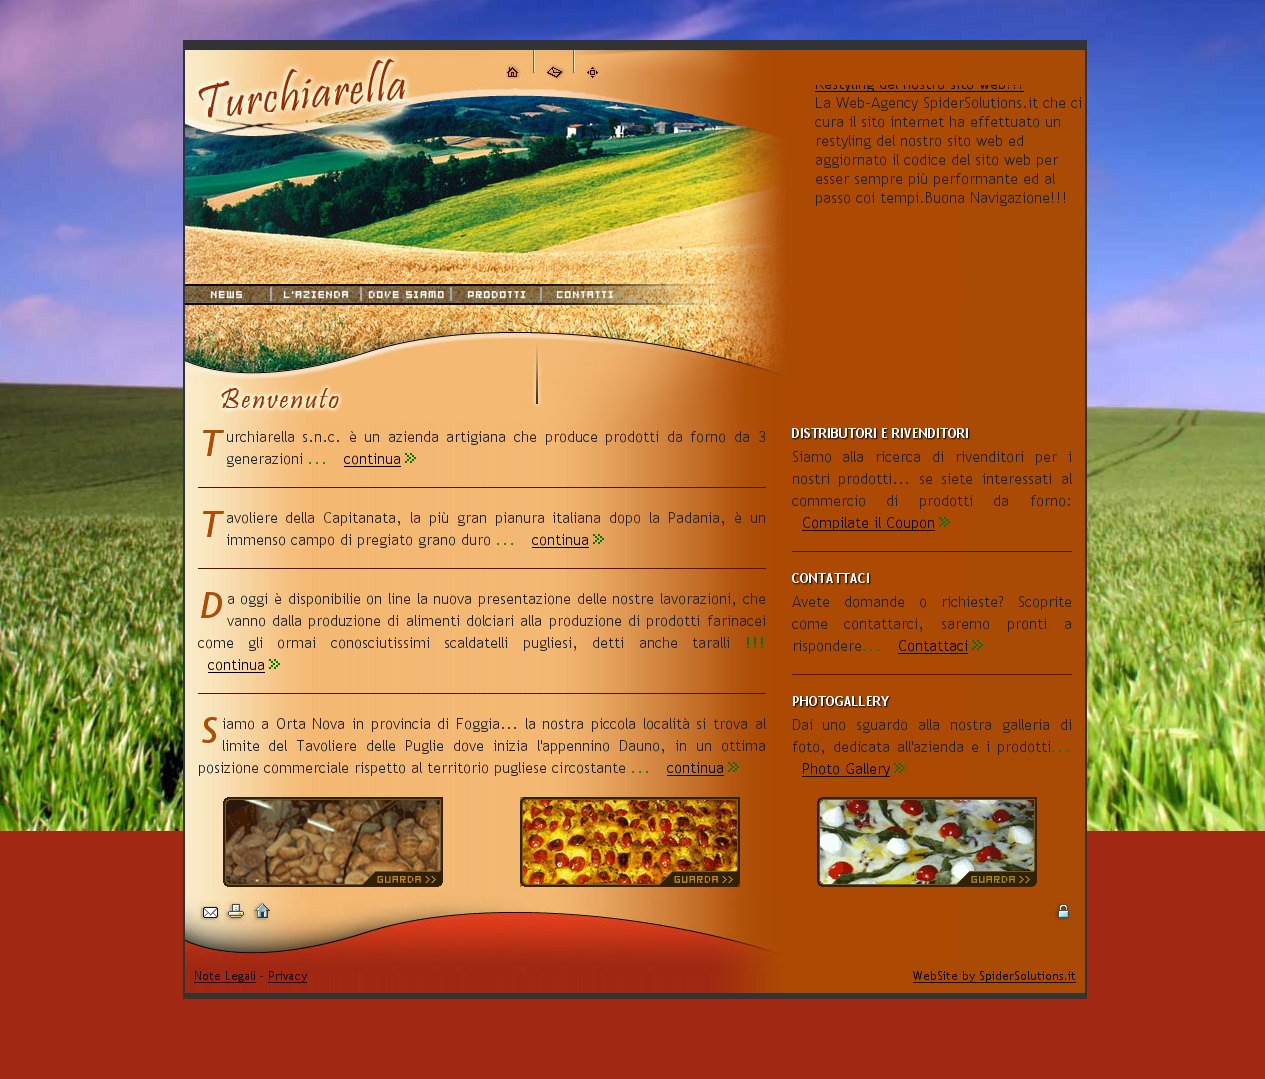 Turchiarella
Restyling del nostro sito web!!!
La Web-Agency SpiderSolutions.it che ci
cura il sito internet ha effettuato un
restyling del nostro sito web ed
aggiornato il codice del sito web per
esser sempre più performante ed al
passo coi tempi.Buona Navigazione!!!
NEWS
L'AZIENDA
DOVE SIAMO
PRODOTTI
CONTATTI
Benvenuto
Turchiarella s.n.c. è un azienda artigiana che produce prodotti da forno da 3
generazioni ... continua
Tavoliere della Capitanata, la più gran pianura italiana dopo la Padania, è un
immenso campo di pregiato grano duro ... continua
Da oggi è disponibilie on line la nuova presentazione delle nostre lavorazioni, che
vanno dalla produzione di alimenti dolciari alla produzione di prodotti farinacei
come gli ormai conosciutissimi scaldatelli pugliesi, detti anche taralli !!!
continua
Siamo a Orta Nova in provincia di Foggia... la nostra piccola località si trova al
limite del Tavoliere delle Puglie dove inizia l'appennino Dauno, in un ottima
posizione commerciale rispetto al territorio pugliese circostante ... continua
DISTRIBUTORI E RIVENDITORI
Siamo alla ricerca di rivenditori per i
nostri prodotti... se siete interessati al
commercio di prodotti da forno:
Compilate il Coupon
CONTATTACI
Avete domande o richieste? Scoprite
come contattarci, saremo pronti a
rispondere... Contattaci
PHOTOGALLERY
Dai uno sguardo alla nostra galleria di
foto, dedicata all'azienda e i prodotti...
Photo Gallery
GUARDA >>
GUARDA >>
GUARDA >>
Note Legali - Privacy
WebSite by SpiderSolutions.it